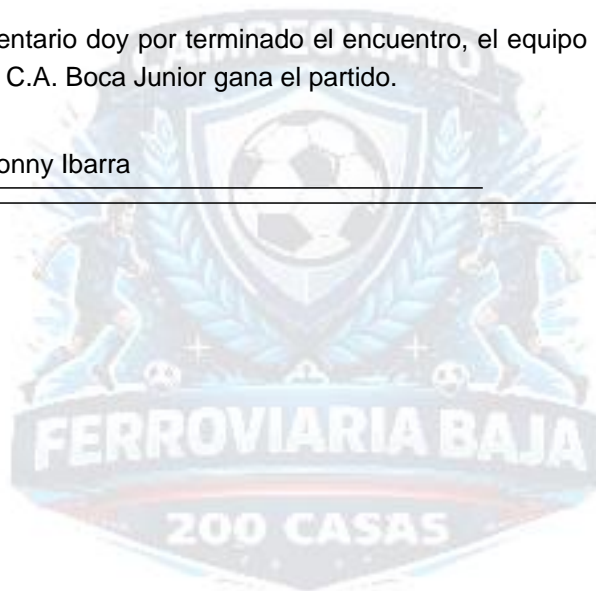 entario doy por terminado el encuentro, el equipo
C.A. Boca Junior gana el partido.
onny Ibarra
CAMPEONATO
FERROVIARIA BAJA
200 CASAS